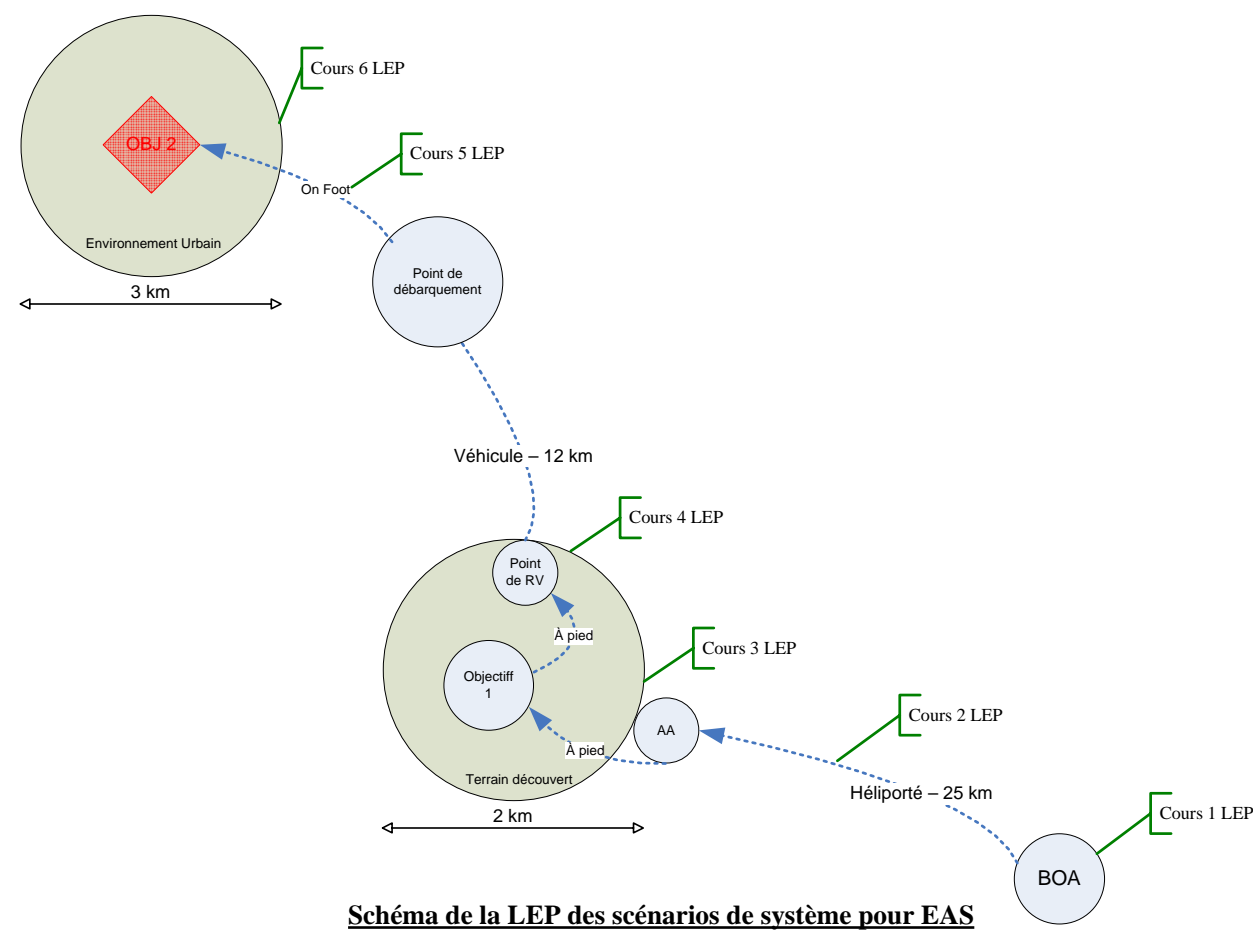 Cours 6 LEP
OBJ 2
Cours 5 LEP
On Foot
Environnement Urbain
3 km
Point de
débarquement
Véhicule – 12 km
Cours 4 LEP
Point
de RV
À pied
Cours 3 LEP
Objectiff
1
À pied
AA
Cours 2 LEP
Terrain découvert
2 km
Héliporté – 25 km
Cours 1 LEP
BOA
Schéma de la LEP des scénarios de système pour EAS